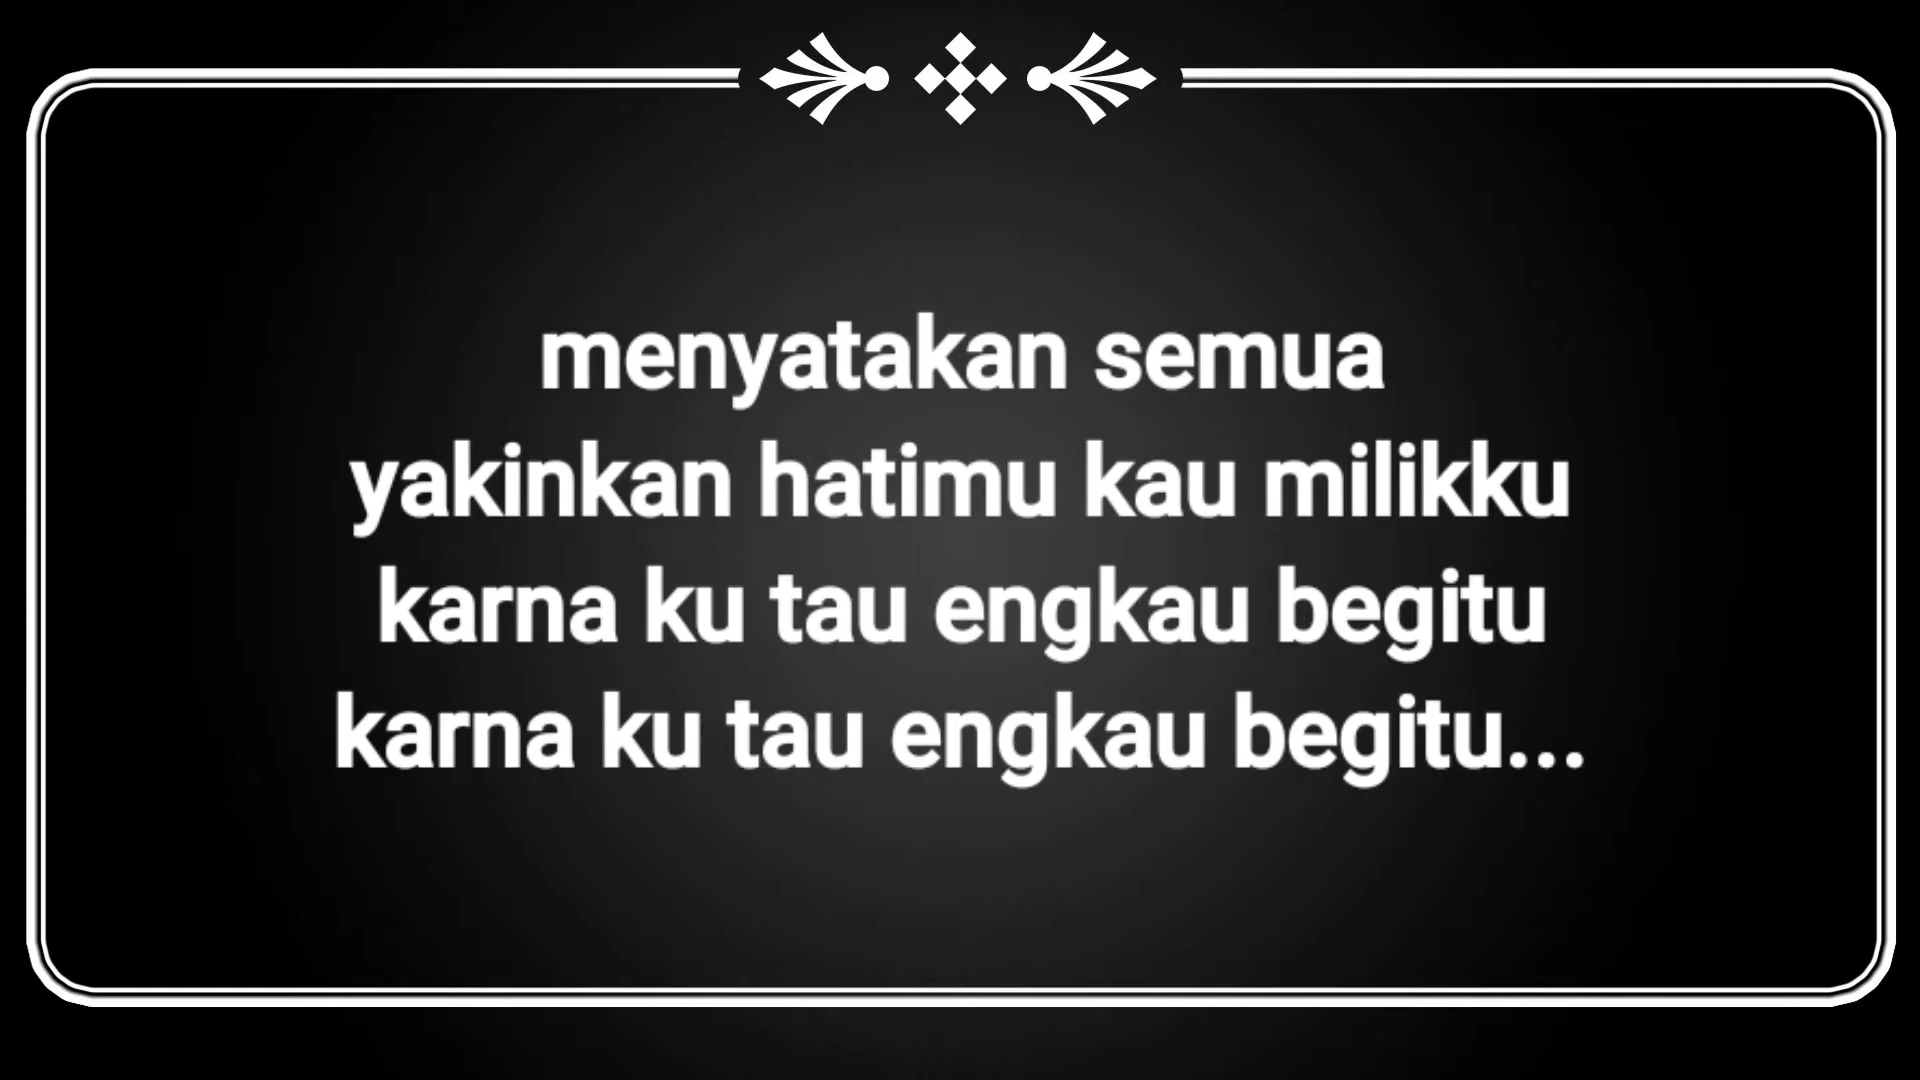 menyatakan semua
yakinkan hatimu kau milikku
karna ku tau engkau begitu
karna ku tau engkau begitu...